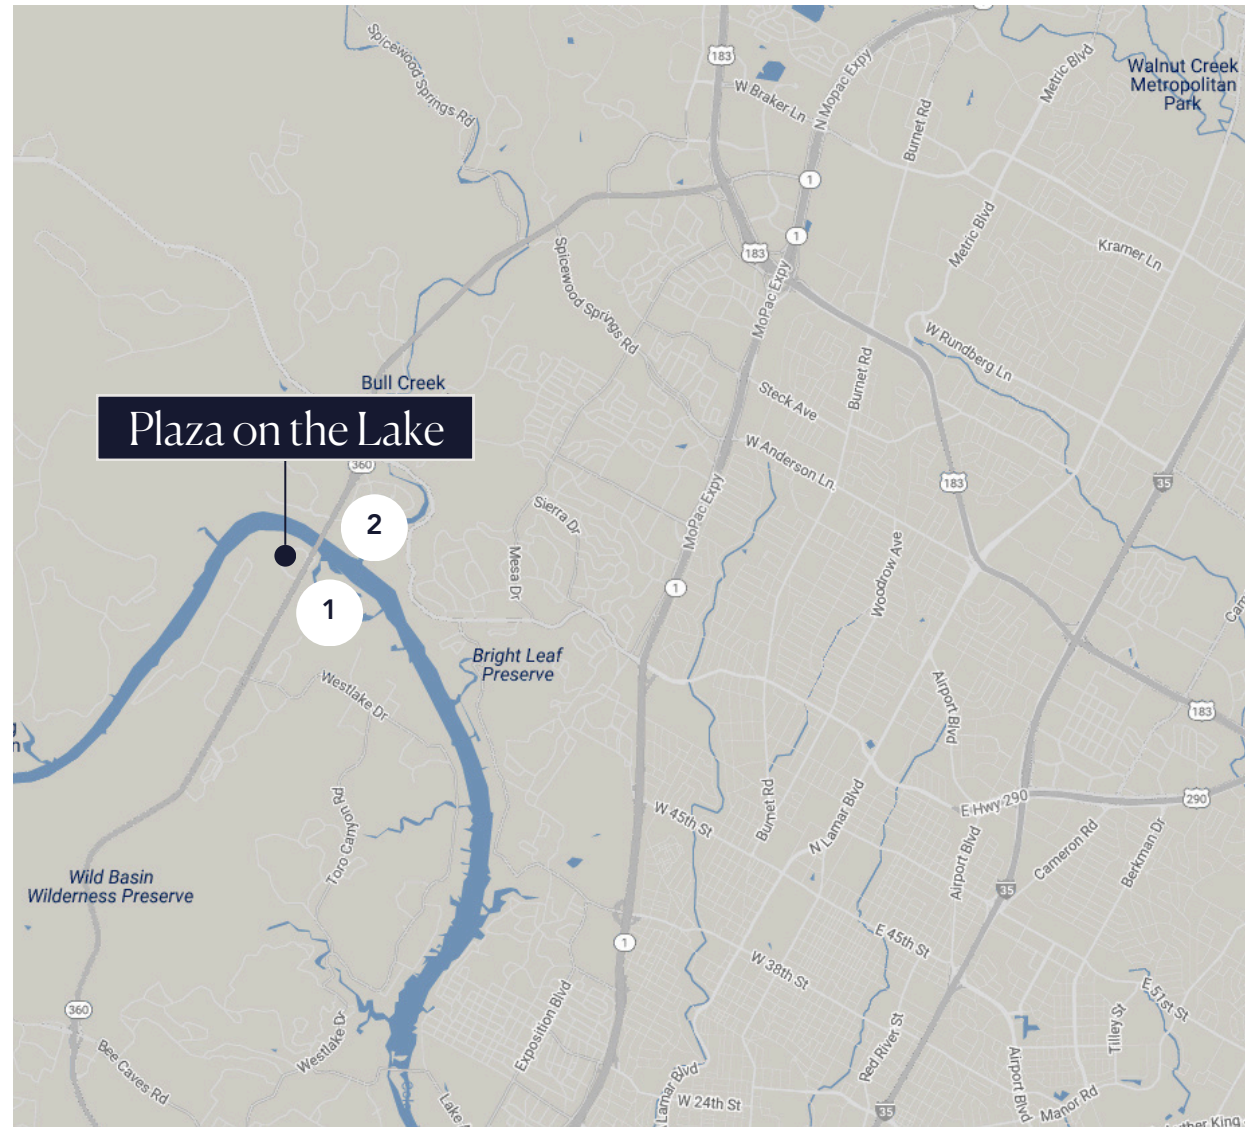 Spicewood Springs Rd
183
W Braker Ln
N Mopac Expy
Burnet Rd
Metric Blvd
Walnut Creek
Metropolitan
Park
1
1
183
Metric Blvd
Kramer Ln
Spicewood Springs Rd
MoPac Expy
W Rundberg Ln
Burnet Rd
Steck Ave
Bull Creek
Plaza on the Lake
360
W Anderson Ln.
183
35
MoPac Expy
Sierra Dr
2
Mesa Dr
Woodrow Ave
1
1
Bright Leaf
Preserve
Westlake Dr
Airport Blvd
183
Toro Canyon Rd
W 45th St
Burnet Rd
N Lamar Blvd
E Hwy 290
290
Wild Basin
Wilderness Preserve
Airport Blvd
Cameron Rd
Berkman Dr
35
1
E 45th St
W 38th St
E 51st St
360
Exposition Blvd
Westlake Dr
Bee Caves Rd
Red River St
Tilley St
Airport Blvd
Lamar Blvd
W 24th St
35
Manor Rd
Lake